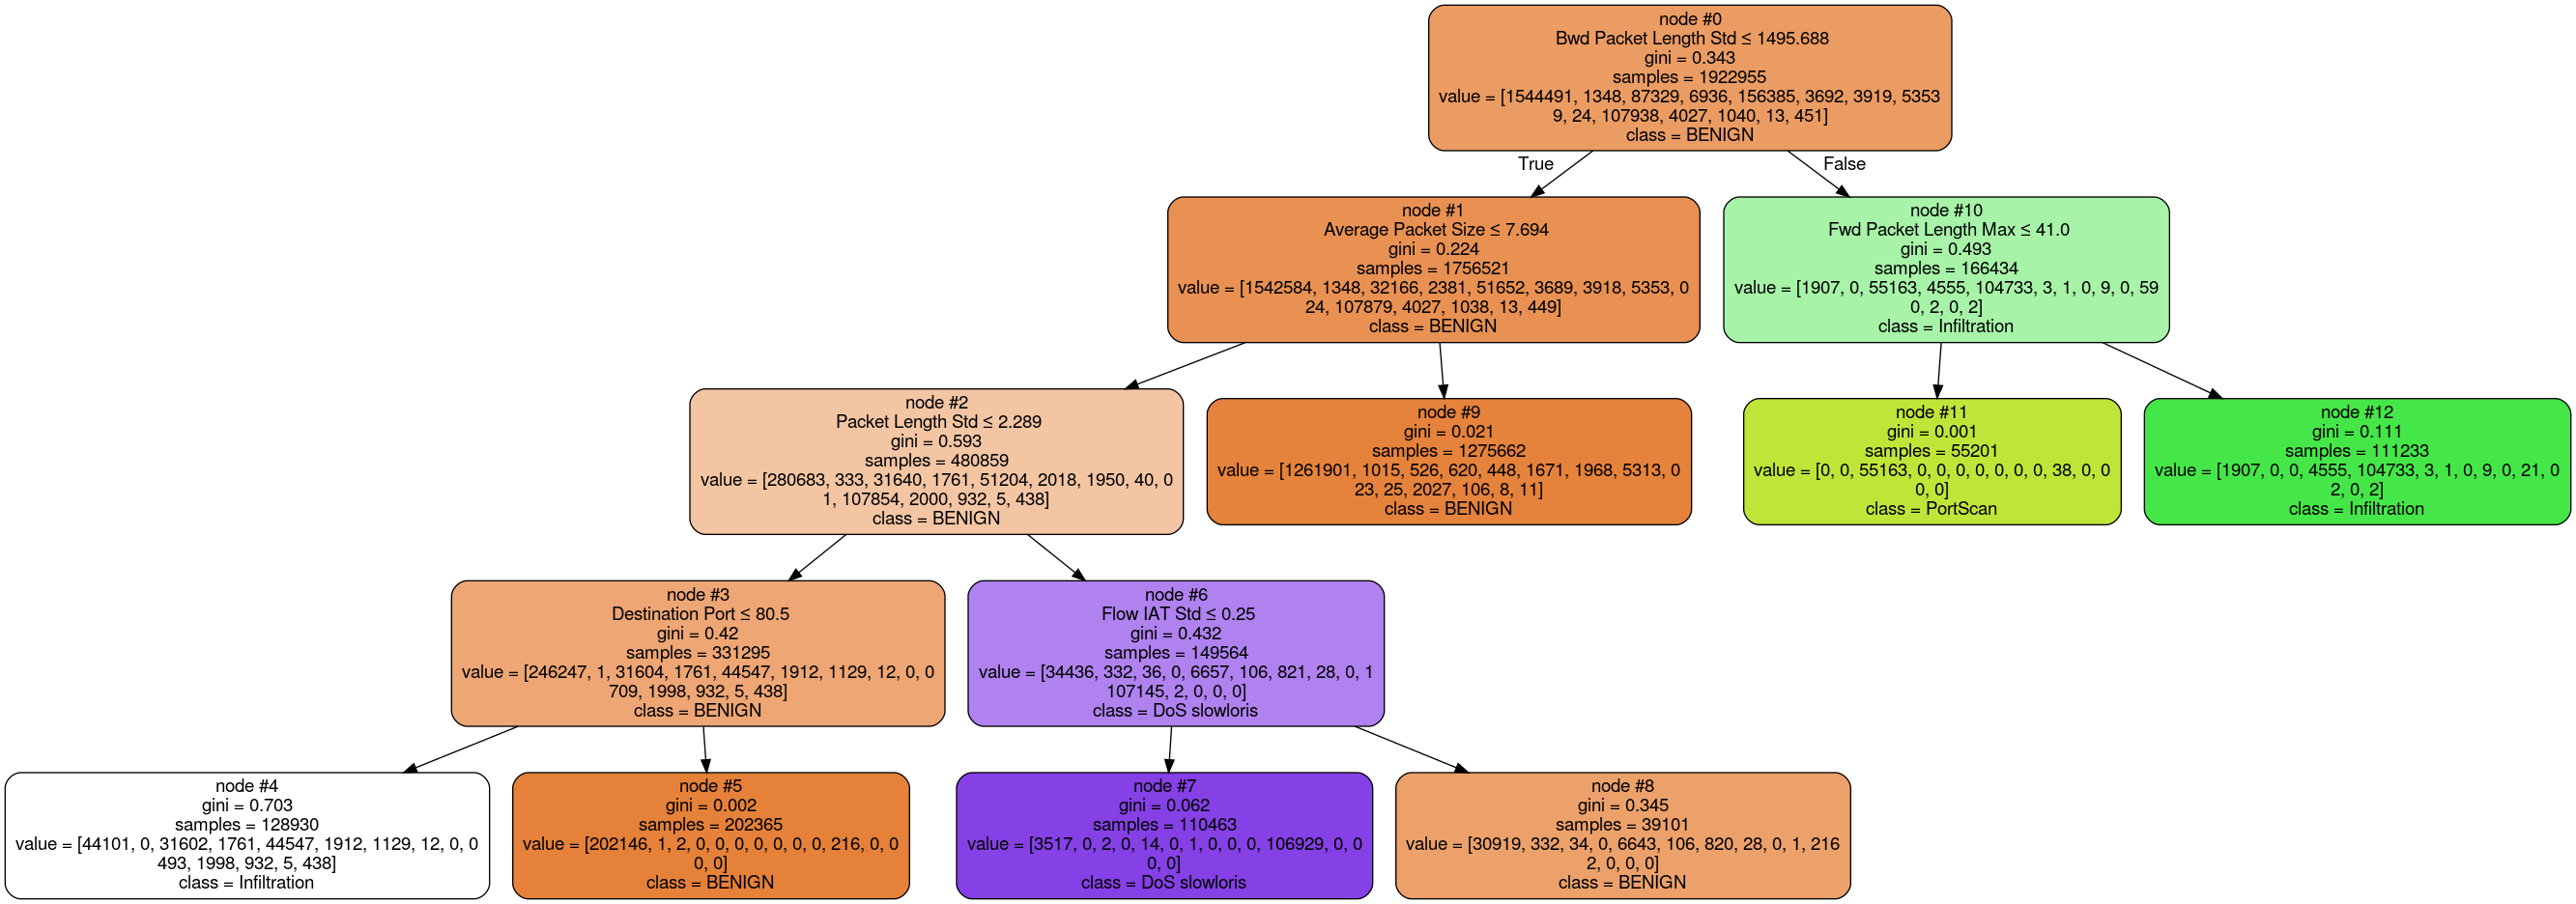 node #0
Bwd Packet Length Std ≤ 1495.688
gini = 0.343
samples = 1922955
value = [1544491, 1348, 87329, 6936, 156385, 3692, 3919, 5353
9, 24, 107938, 4027, 1040, 13, 451]
class = BENIGN
True
False
node #1
Average Packet Size ≤ 7.694
gini = 0.224
samples = 1756521
value = [1542584, 1348, 32166, 2381, 51652, 3689, 3918, 5353, 0
24, 107879, 4027, 1038, 13, 449]
class = BENIGN
node #10
Fwd Packet Length Max ≤ 41.0
gini = 0.493
samples = 166434
value = [1907, 0, 55163, 4555, 104733, 3, 1, 0, 9, 0, 59
0, 2, 0, 2]
class = Infiltration
node #2
Packet Length Std ≤ 2.289
gini = 0.593
samples = 480859
value = [280683, 333, 31640, 1761, 51204, 2018, 1950, 40, 0
1, 107854, 2000, 932, 5, 438]
class = BENIGN
node #9
gini = 0.021
samples = 1275662
value = [1261901, 1015, 526, 620, 448, 1671, 1968, 5313, 0
23, 25, 2027, 106, 8, 11]
class = BENIGN
node #11
gini = 0.001
samples = 55201
value = [0, 0, 55163, 0, 0, 0, 0, 0, 0, 0, 38, 0, 0
0, 0]
class = PortScan
node #12
gini = 0.111
samples = 111233
value = [1907, 0, 0, 4555, 104733, 3, 1, 0, 9, 0, 21, 0
2, 0, 2]
class = Infiltration
node #3
Destination Port ≤ 80.5
gini = 0.42
samples = 331295
value = [246247, 1, 31604, 1761, 44547, 1912, 1129, 12, 0, 0
709, 1998, 932, 5, 438]
class = BENIGN
node #6
Flow IAT Std ≤ 0.25
gini = 0.432
samples = 149564
value = [34436, 332, 36, 0, 6657, 106, 821, 28, 0, 1
107145, 2, 0, 0, 0]
class = DoS slowloris
node #4
gini = 0.703
samples = 128930
value = [44101, 0, 31602, 1761, 44547, 1912, 1129, 12, 0, 0
493, 1998, 932, 5, 438]
class = Infiltration
node #5
gini = 0.002
samples = 202365
value = [202146, 1, 2, 0, 0, 0, 0, 0, 0, 0, 216, 0, 0
0, 0]
class = BENIGN
node #7
gini = 0.062
samples = 110463
value = [3517, 0, 2, 0, 14, 0, 1, 0, 0, 0, 106929, 0, 0
0, 0]
class = DoS slowloris
node #8
gini = 0.345
samples = 39101
value = [30919, 332, 34, 0, 6643, 106, 820, 28, 0, 1, 216
2, 0, 0, 0]
class = BENIGN